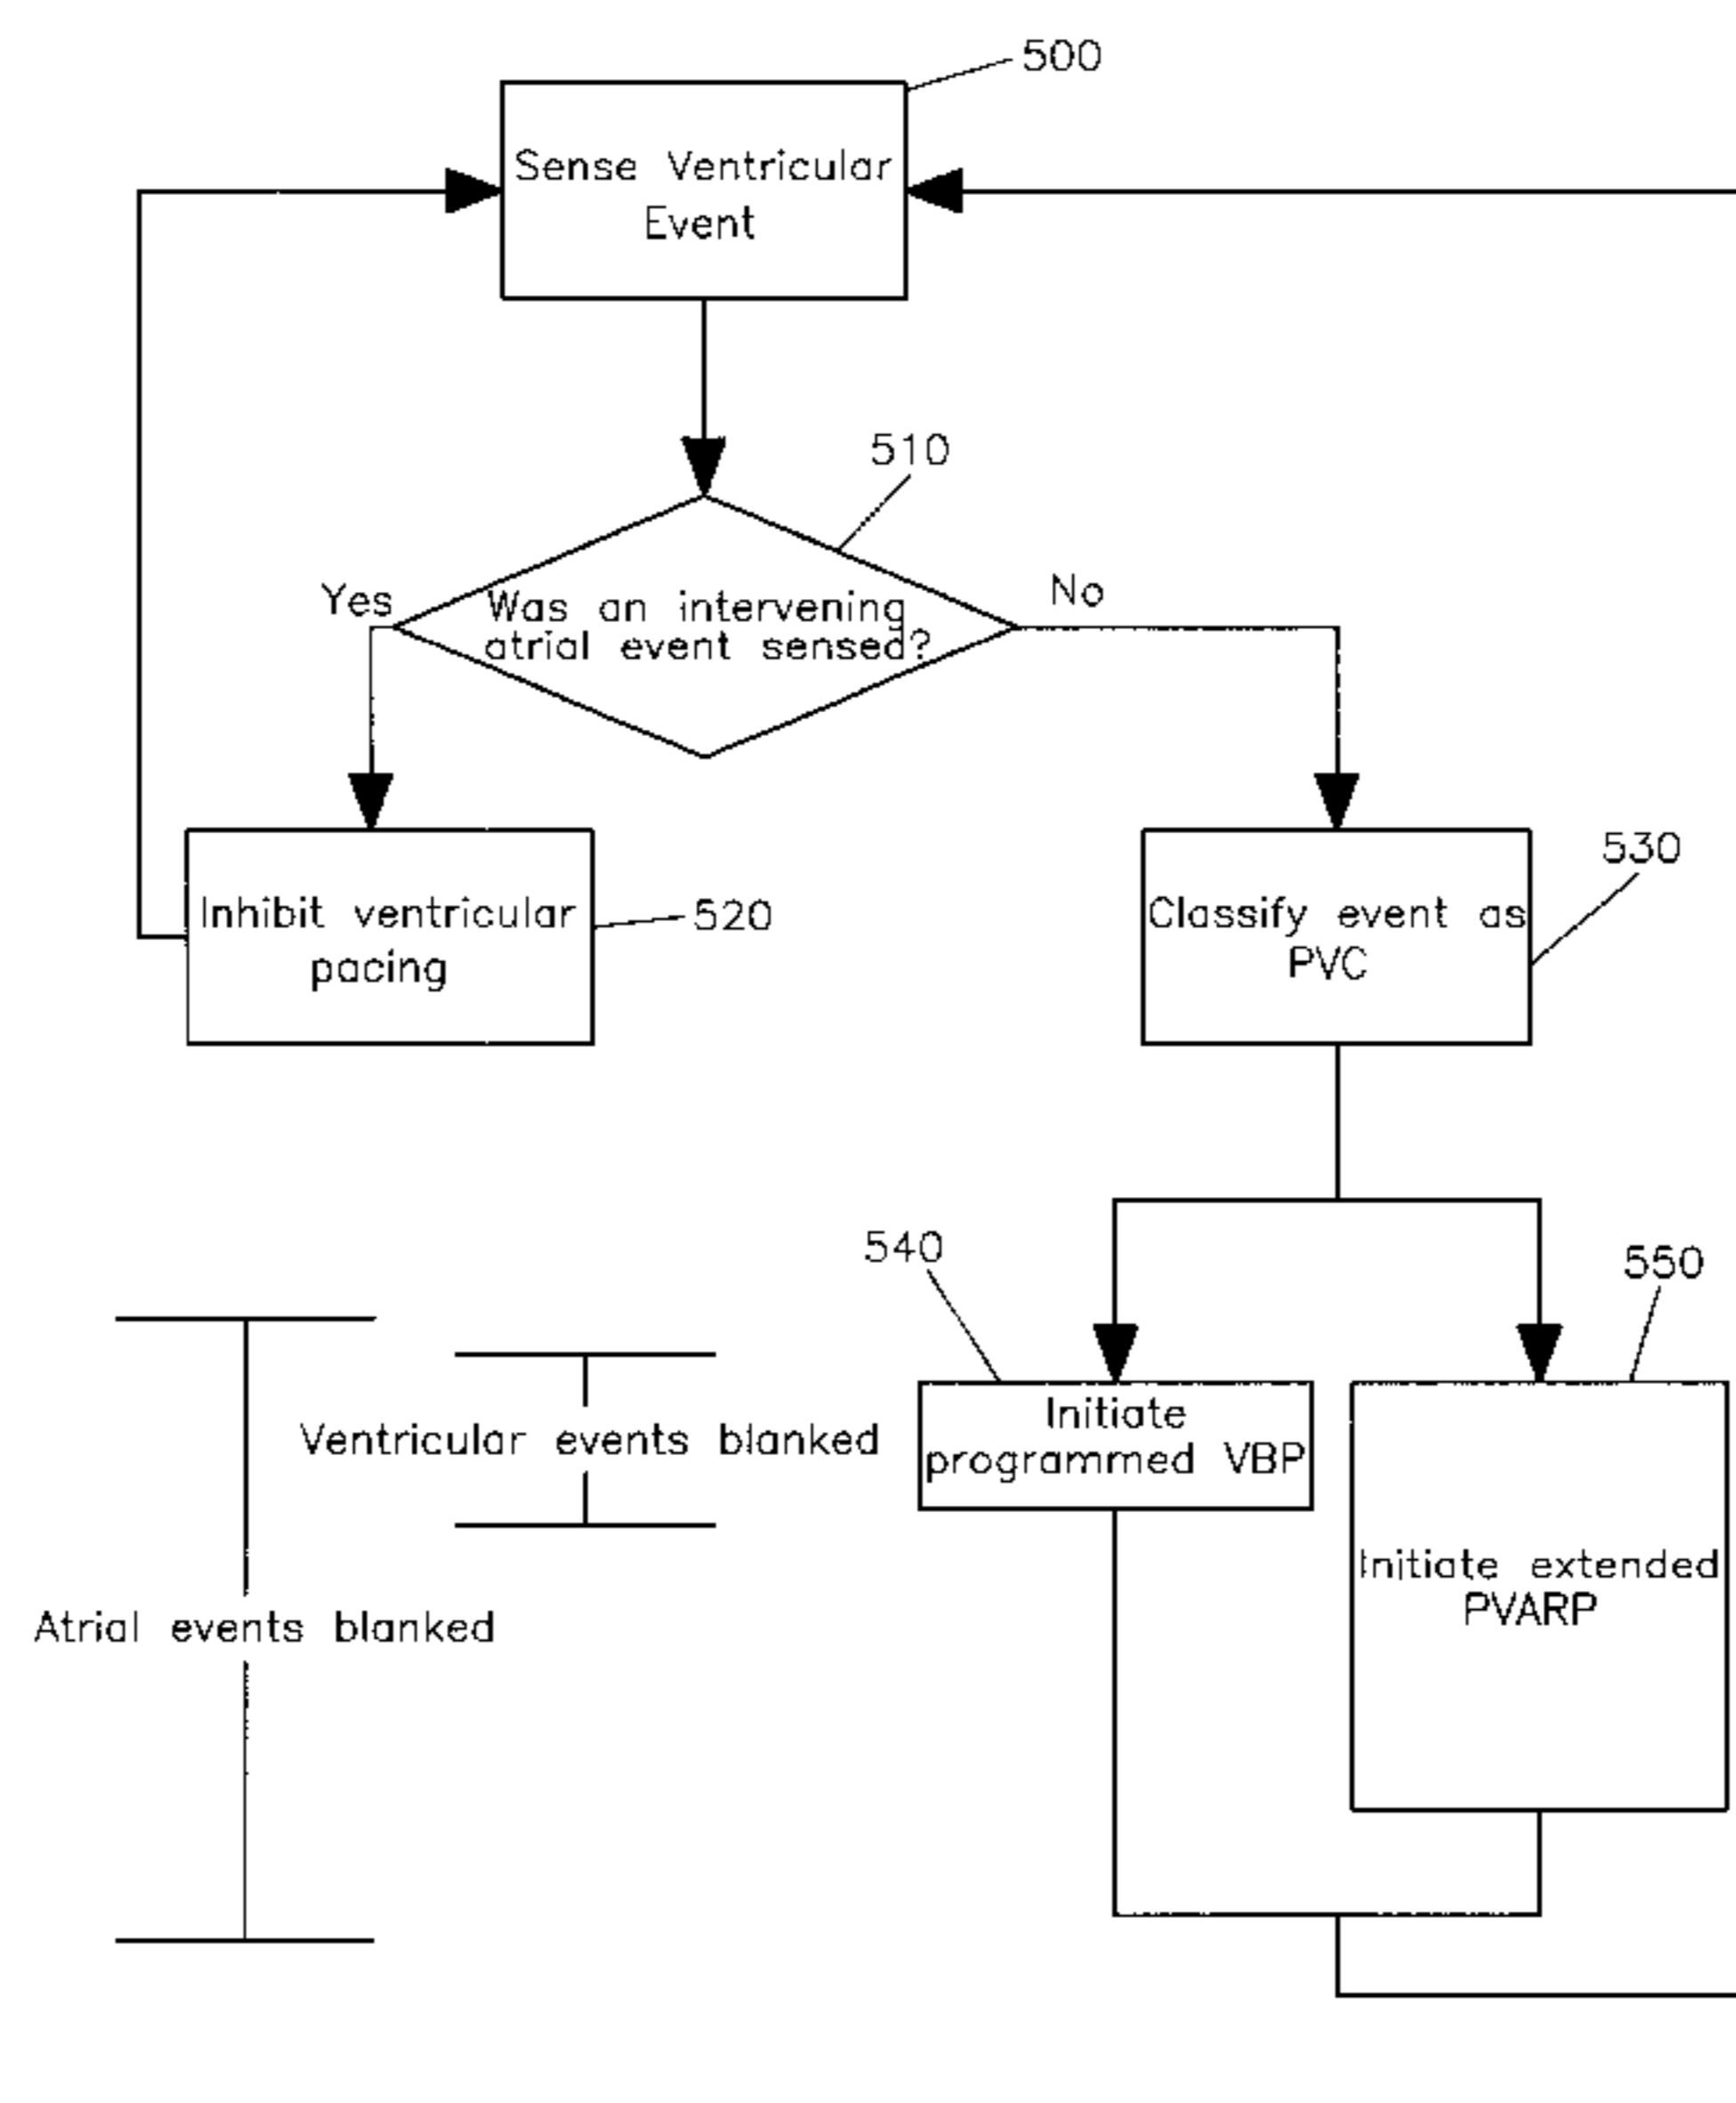 500
Sense Ventricular
Event
510
Yes
No
Was an intervening
atrial event sensed?
530
Inhibit ventricular
pacing
520
Classify event as
PVC
540
550
Initiate
programmed VBP
Ventricular events blanked
Initiate extended
PVARP
Atrial events blanked